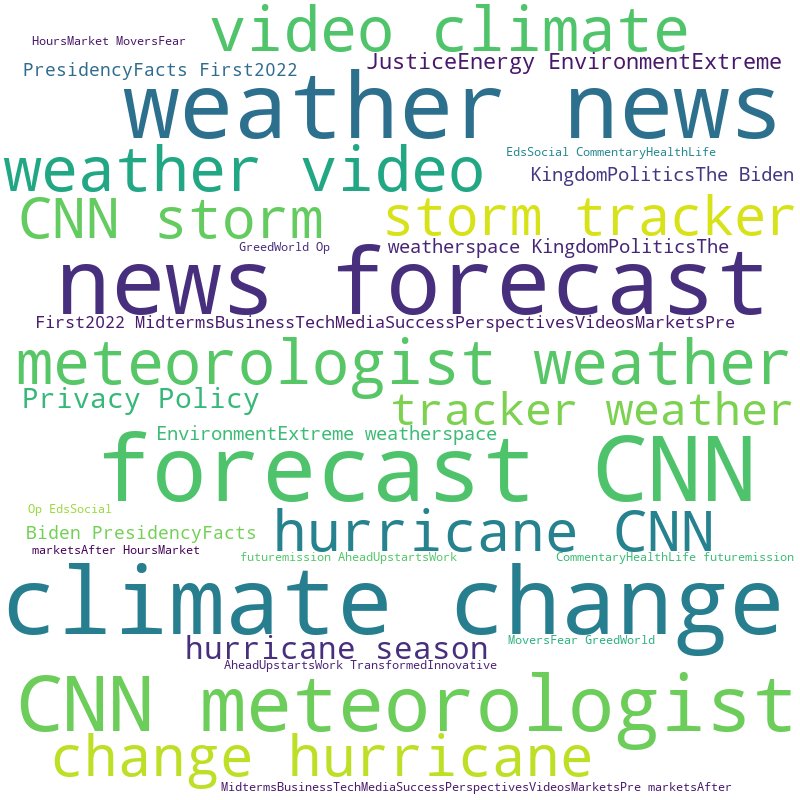 video climate
HoursMarket MoversFear
JusticeEnergy EnvironmentExtreme
PresidencyFacts First2022
weather news
weather video
EdsSocial CommentaryHealthLife
KingdomPoliticsThe Biden
CNN storm
storm tracker
GreedWorld Op
weatherspace KingdomPoliticsThe
news forecast
First2022 MidtermsBusinessTechMediaSuccessPerspectivesVideosMarketsPre
meteorologist weather
Privacy Policy
tracker weather
EnvironmentExtreme weatherspace
forecast CNN
Op EdsSocial
hurricane CNN
Biden PresidencyFacts
marketsAfter HoursMarket
futuremission AheadUpstartsWork
CommentaryHealthLife futuremission
climate change
hurricane season
MoversFear GreedWorld
AheadUpstartsWork TransformedInnovative
CNN meteorologist
change hurricane
MidtermsBusinessTechMediaSuccessPerspectivesVideosMarketsPre marketsAfter